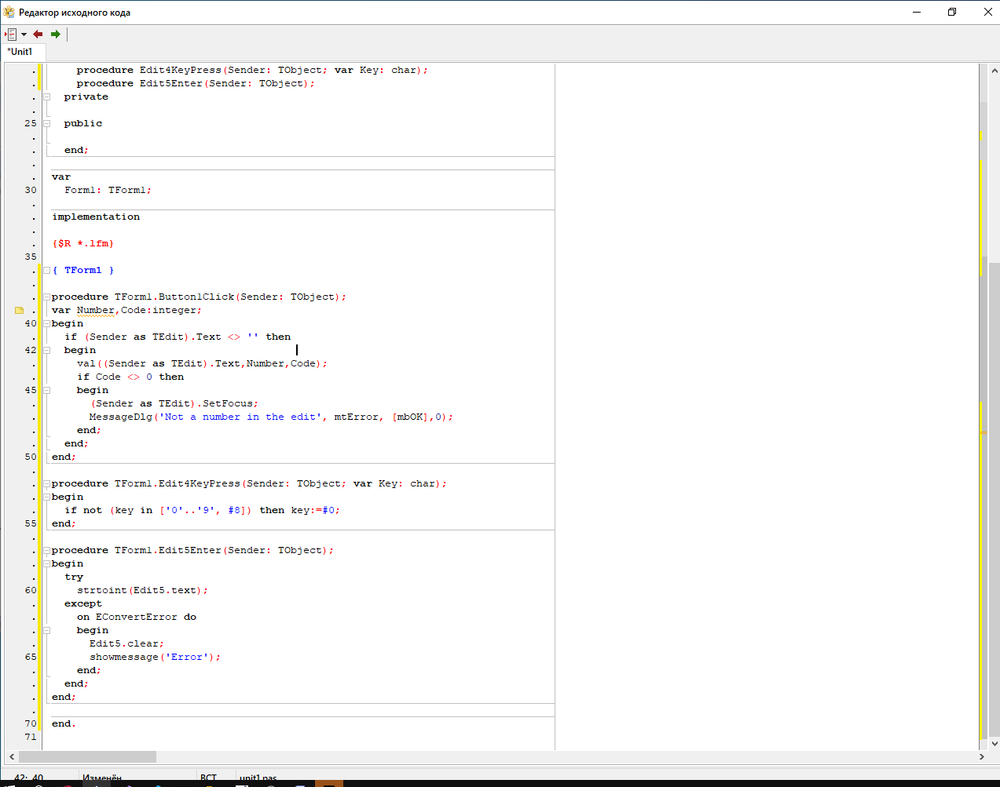 Редактор исходного кода
*Unit1
procedure Edit4KeyPress(Sender: TObject; var Key: char);
procedure Edit5Enter(Sender: TObject);
private
25 public
end;
var
30 Form1: TForm1;
implementation
{$R *.lfm}
35
{ TForm1 }
procedure TForm1.Button1Click(Sender: TObject);
var Number,Code:integer;
40 begin
if (Sender as TEdit).Text <> '' then
42 begin
val((Sender as TEdit).Text,Number,Code);
if Code <> 0 then
45 begin
(Sender as TEdit).SetFocus;
MessageDlg('Not a number in the edit', mtError, [mbOK],0);
end;
end;
50 end;
procedure TForm1.Edit4KeyPress(Sender: TObject; var Key: char);
begin
if not (key in ['0'..'9', #8]) then key:=#0;
55 end;
procedure TForm1.Edit5Enter(Sender: TObject);
begin
try
60 strtoint(Edit5.text);
except
on EConvertError do
begin
Edit5.clear;
65 showmessage('Error');
end;
end;
end;
70 end.
71
42: 40 Изменён ВСТ unit1.pas